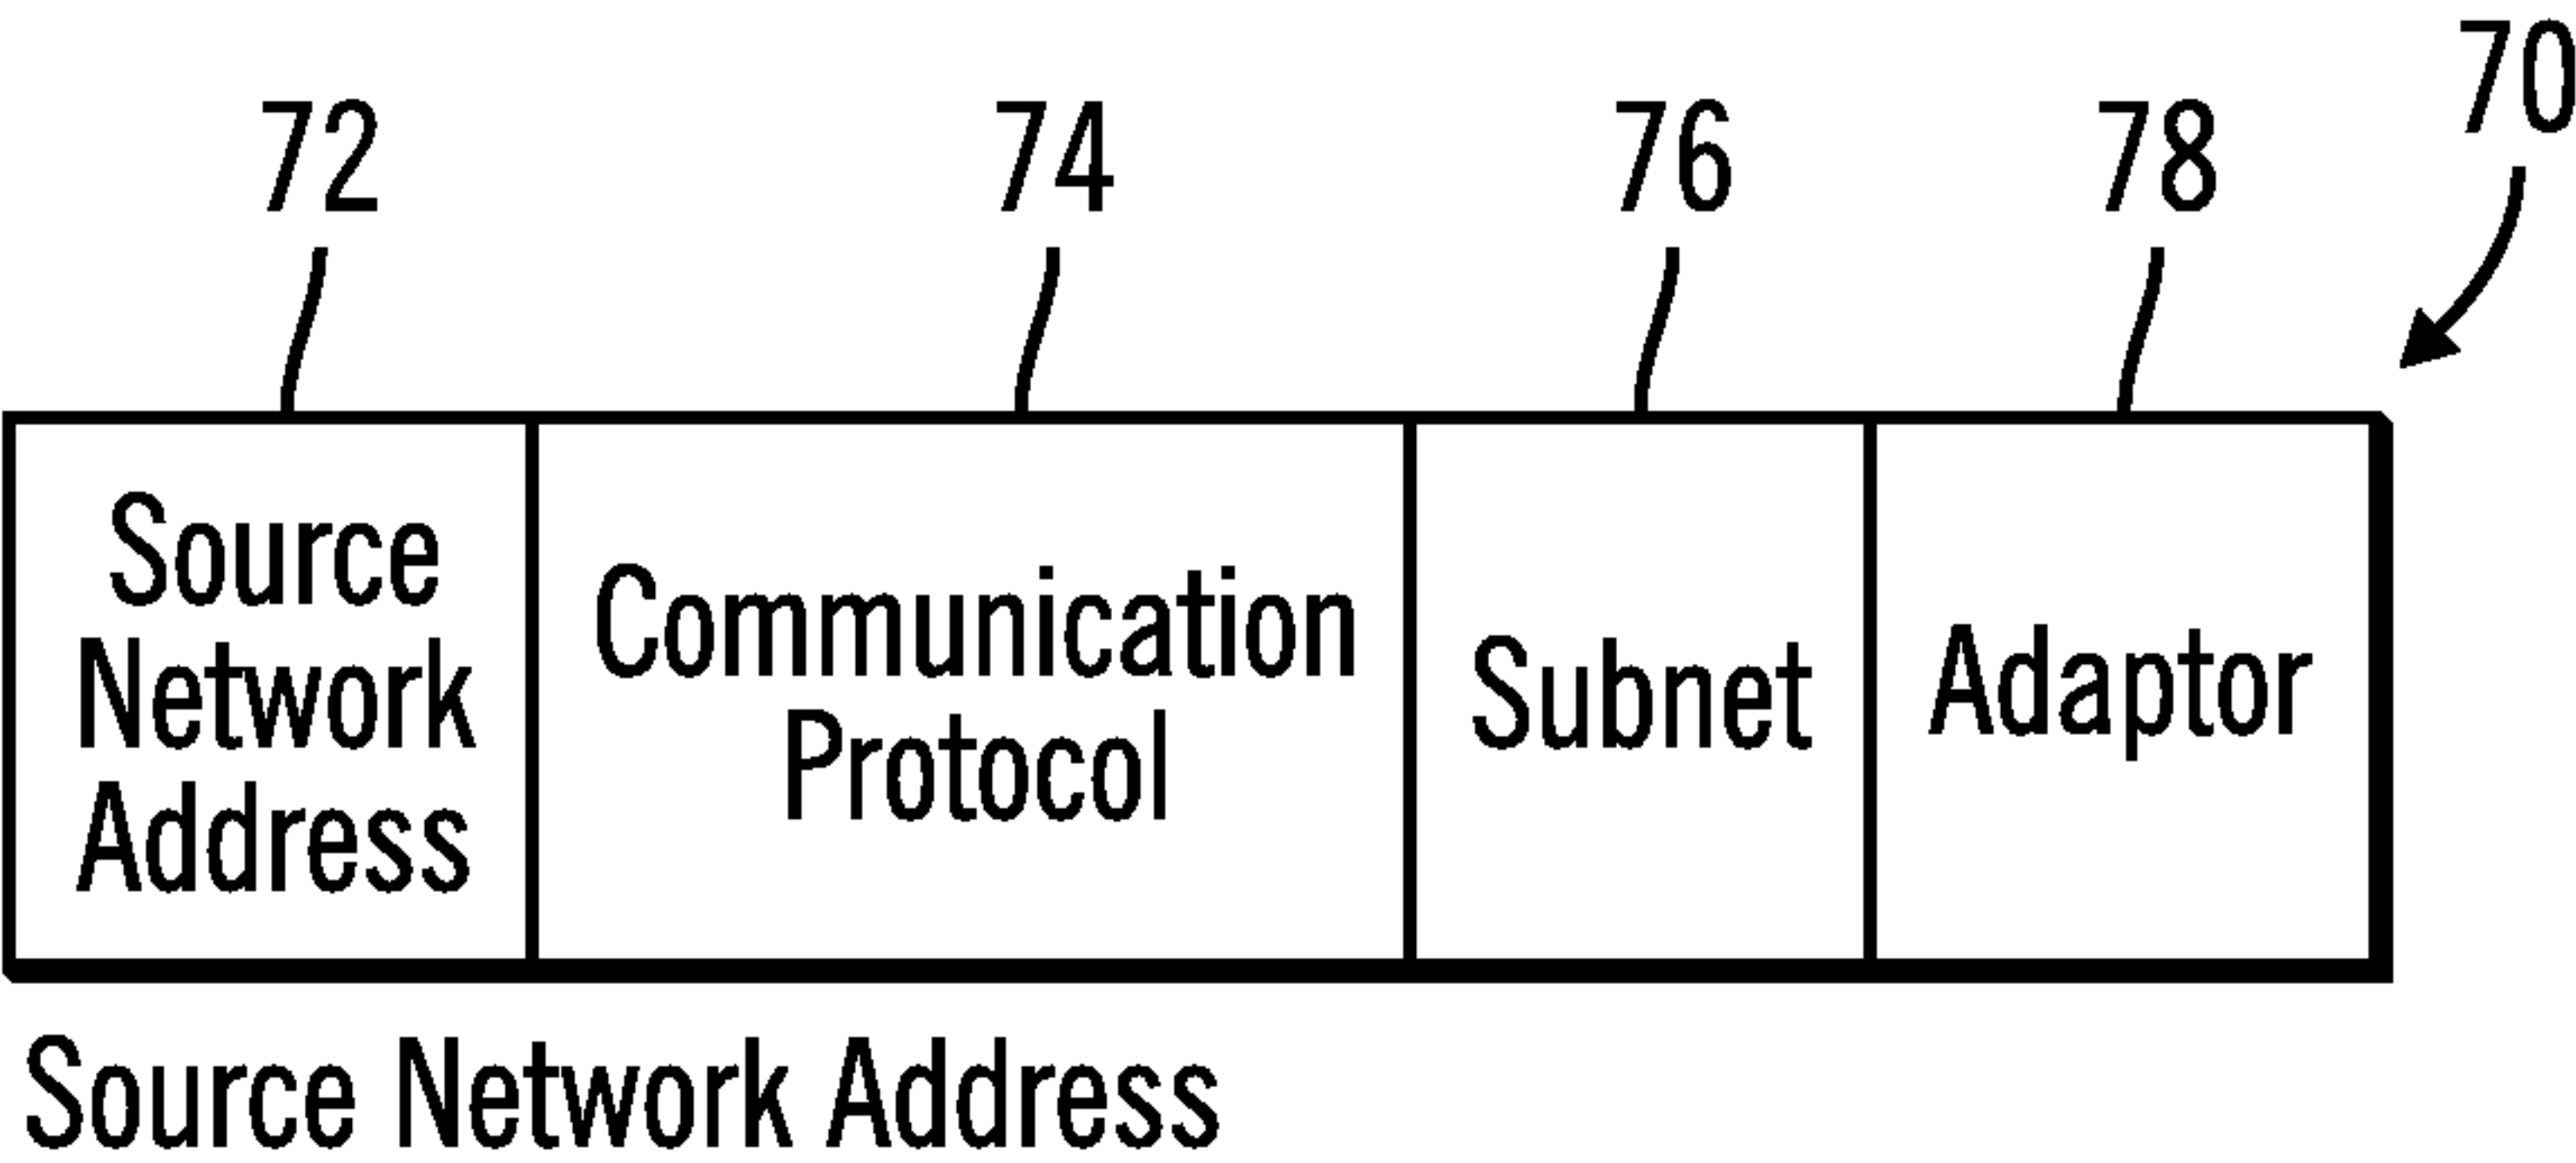 70
72 74 76 78
Source
Network
Address
Communication
Protocol
Subnet
Adaptor
Source Network Address